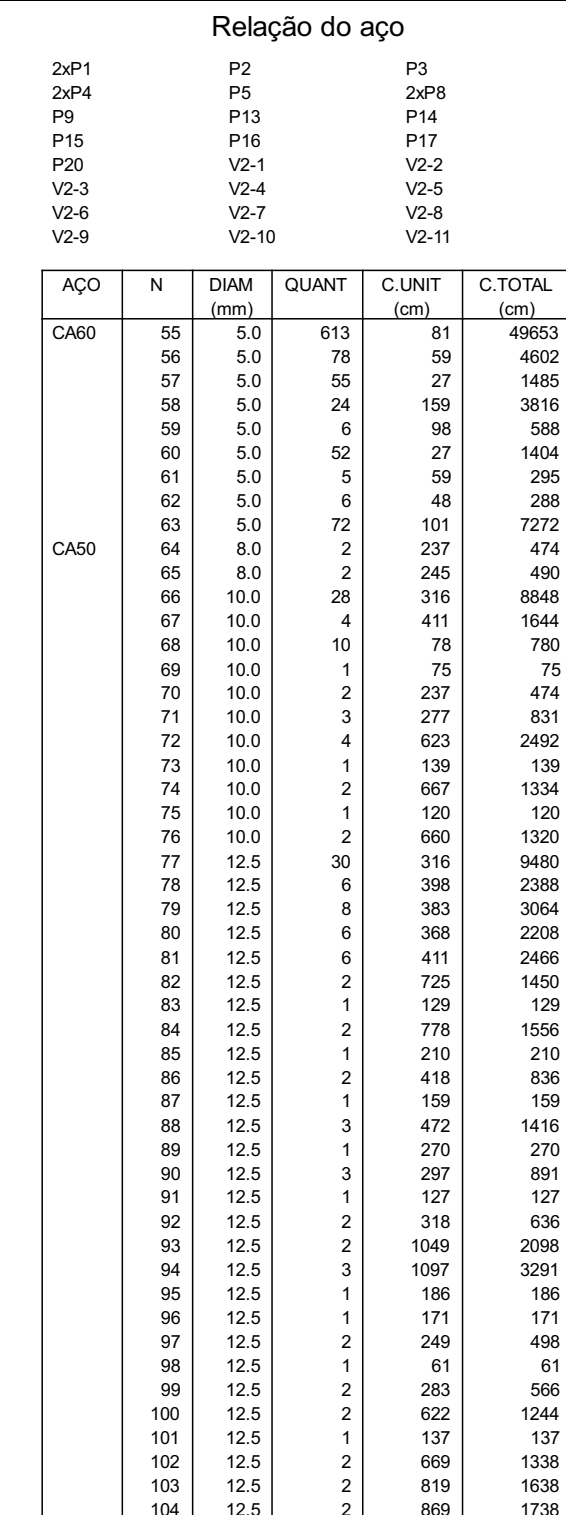 Relação do aço
2xP1 P2 P3
2xP4 P5 2xP8
P9 P13 P14
P15 P16 P17
P20 V2-1 V2-2
V2-3 V2-4 V2-5
V2-6 V2-7 V2-8
V2-9 V2-10 V2-11
AÇO N DIAM QUANT C.UNIT C.TOTAL
(mm) (cm) (cm)
CA60 55 5.0 613 81 49653
56 5.0 78 59 4602
57 5.0 55 27 1485
58 5.0 24 159 3816
59 5.0 6 98 588
60 5.0 52 27 1404
61 5.0 5 59 295
62 5.0 6 48 288
63 5.0 72 101 7272
CA50 64 8.0 2 237 474
65 8.0 2 245 490
66 10.0 28 316 8848
67 10.0 4 411 1644
68 10.0 10 78 780
69 10.0 1 75 75
70 10.0 2 237 474
71 10.0 3 277 831
72 10.0 4 623 2492
73 10.0 1 139 139
74 10.0 2 667 1334
75 10.0 1 120 120
76 10.0 2 660 1320
77 12.5 30 316 9480
78 12.5 6 398 2388
79 12.5 8 383 3064
80 12.5 6 368 2208
81 12.5 6 411 2466
82 12.5 2 725 1450
83 12.5 1 129 129
84 12.5 2 778 1556
85 12.5 1 210 210
86 12.5 2 418 836
87 12.5 1 159 159
88 12.5 3 472 1416
89 12.5 1 270 270
90 12.5 3 297 891
91 12.5 1 127 127
92 12.5 2 318 636
93 12.5 2 1049 2098
94 12.5 3 1097 3291
95 12.5 1 186 186
96 12.5 1 171 171
97 12.5 2 249 498
98 12.5 1 61 61
99 12.5 2 283 566
100 12.5 2 622 1244
101 12.5 1 137 137
102 12.5 2 669 1338
103 12.5 2 819 1638
104 12.5 2 869 1738